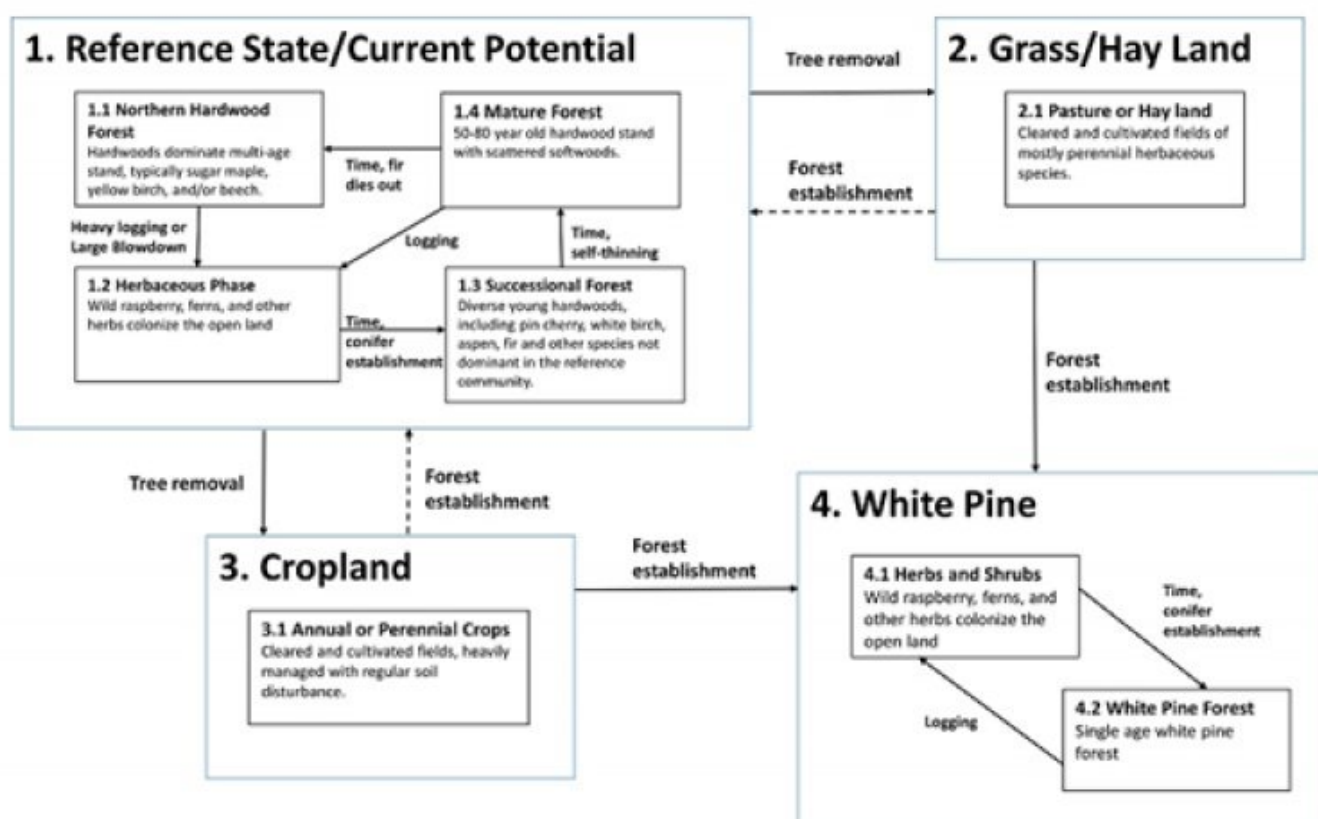 1. Reference State/Current Potential
1.1 Northern Hardwood
Forest
Hardwoods dominate multi-age
stand, typically sugar maple,
yellow birch, and/or beech.
1.4 Mature Forest
50-80 year old hardwood stand
with scattered softwoods.
Time, fir
dies out
Heavy logging or
Large Blowdown
Logging
Time,
self-thinning
1.2 Herbaceous Phase
Wild raspberry, ferns, and other
herbs colonize the open land
Time,
conifer
establishment
1.3 Successional Forest
Diverse young hardwoods,
including pin cherry, white birch,
aspen, fir and other species not
dominant in the reference
community.
Tree removal
Forest
establishment
2. Grass/Hay Land
2.1 Pasture or Hay land
Cleared and cultivated fields of
mostly perennial herbaceous
species.
Forest
establishment
Tree removal
Forest
establishment
3. Cropland
3.1 Annual or Perennial Crops
Cleared and cultivated fields, heavily
managed with regular soil
disturbance.
Forest
establishment
4. White Pine
4.1 Herbs and Shrubs
Wild raspberry, ferns, and
other herbs colonize the
open land
Time,
conifer
establishment
Logging
4.2 White Pine Forest
Single age white pine
forest